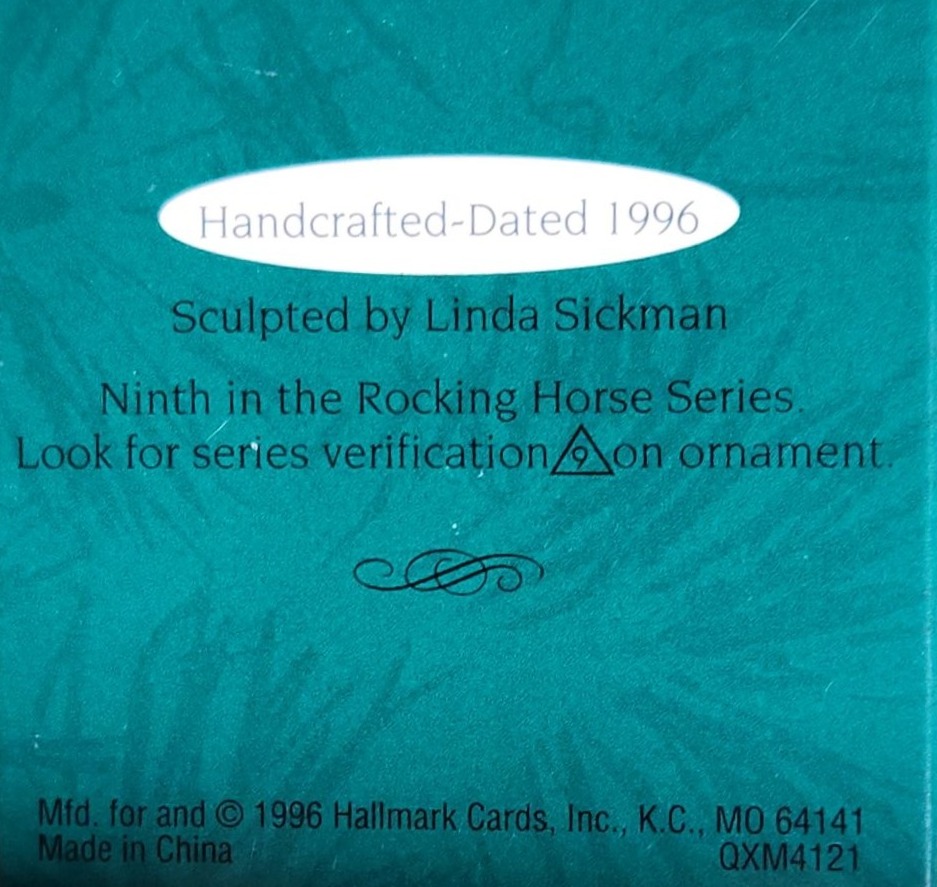 Handcrafted-Dated 1996
Sculpted by Linda Sickman
Ninth in the Rocking Horse Series.
Look for series verification 9 on ornament.
Mfd. for and © 1996 Hallmark Cards, Inc., K.C., MO 64141
Made in China QXM4121